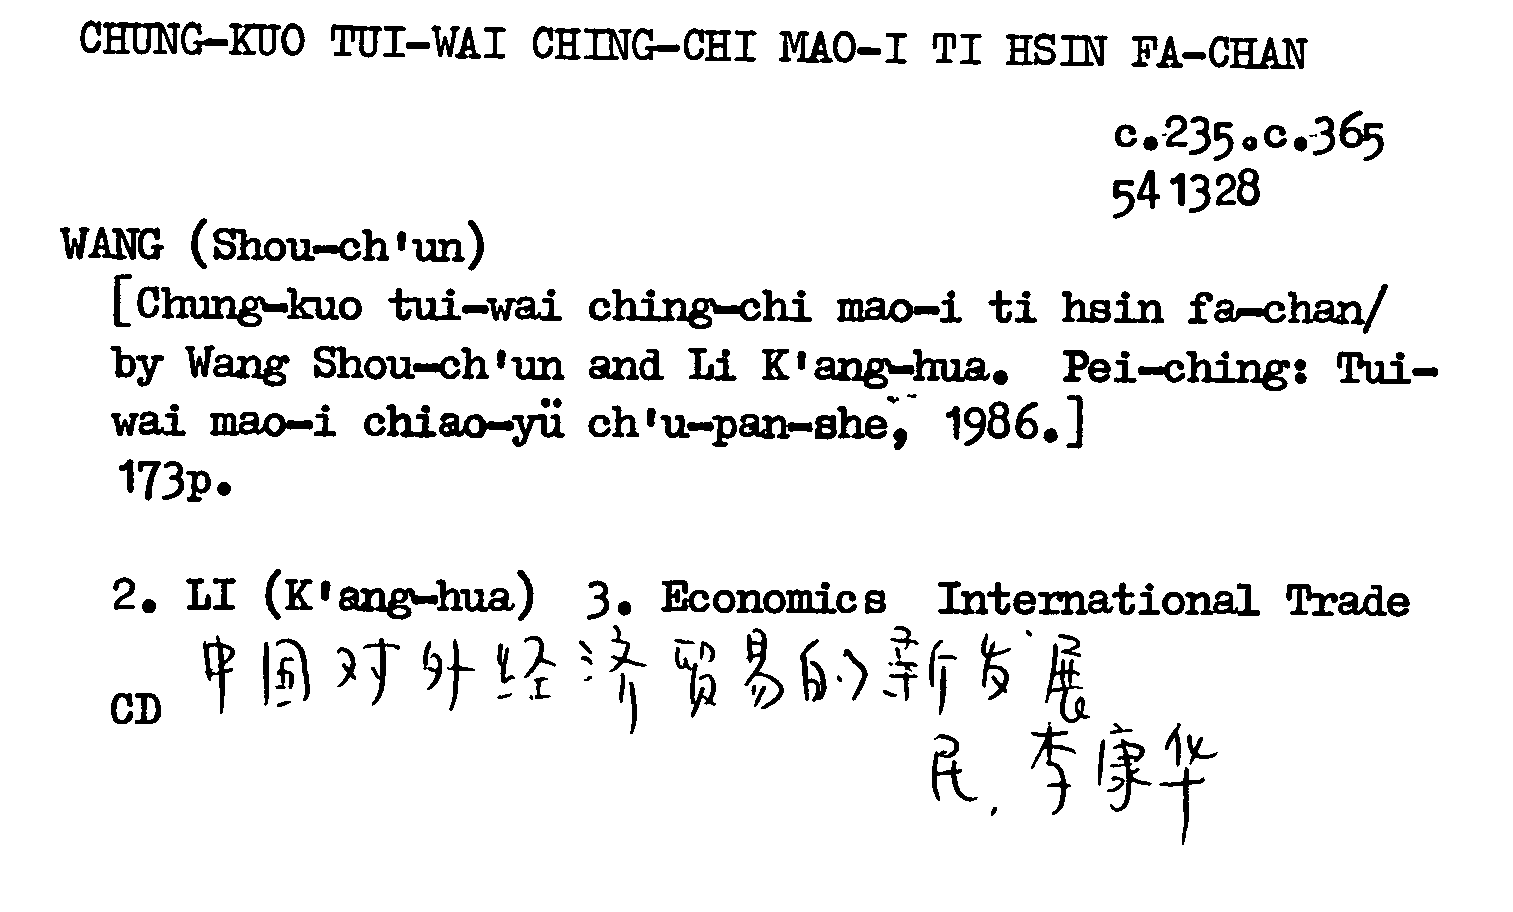 CHUNG-KUO TUI-WAI CHING-CHI MAO-I TI HSIN FA-CHAN
c.235.c.365
541328
WANG (Shou-ch'un)
[Chung-kuo tui-wai ching-chi mao-i ti hsin fa-chan/
by Wang Shou-ch'un and Li K'ang-hua. Pei-ching: Tui-
wai mao-i chiao-yü ch'u-pan-she, 1986.]
173p.
2. LI (K'ang-hua) 3. Economics International Trade
中国对外经济贸易的新发展
CD
民. 李康华